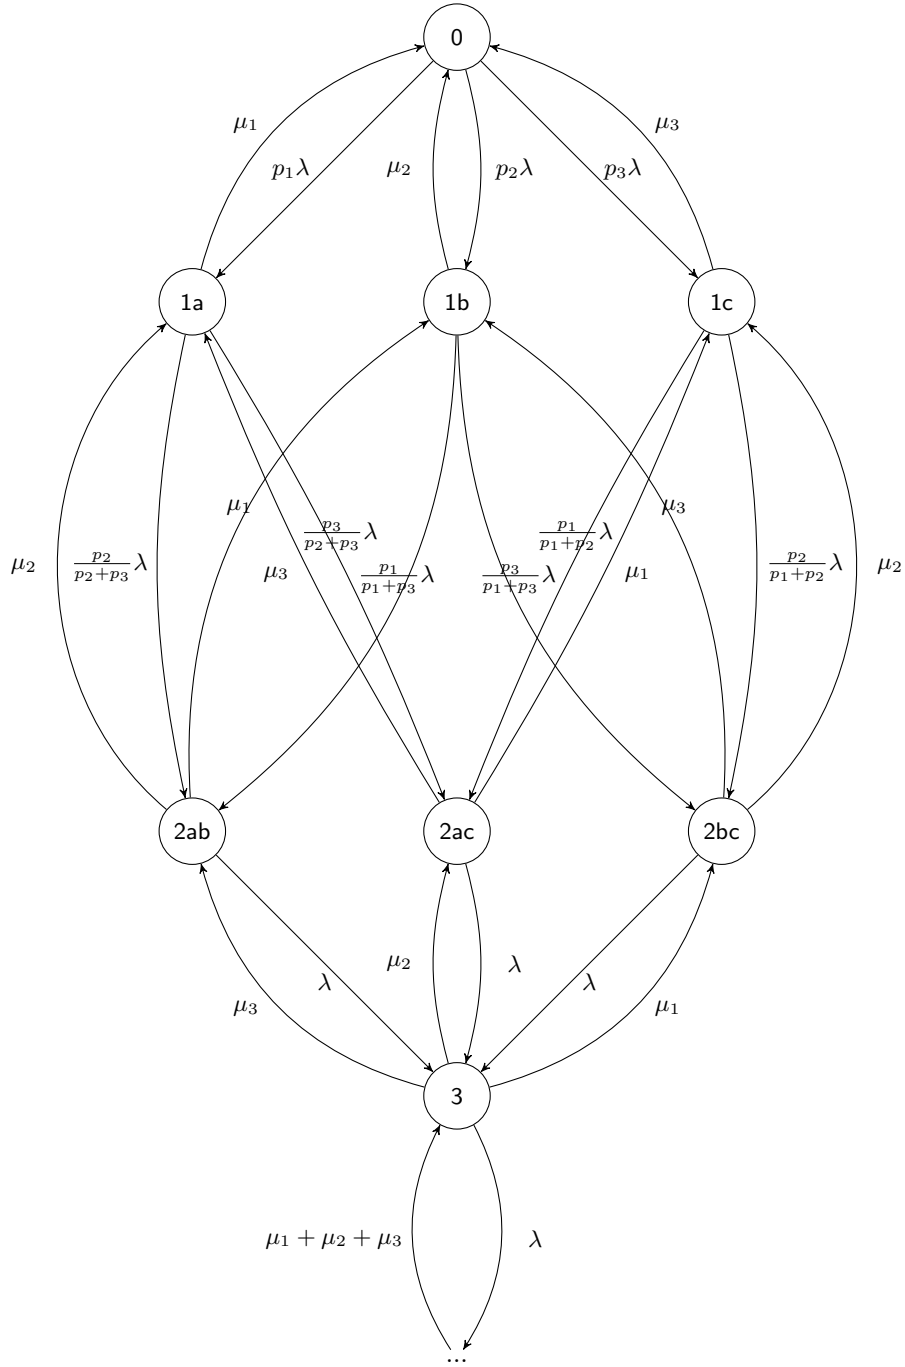 0
μ₁
μ₃
p₁λ
μ₂
p₂λ
p₃λ
1a
1b
1c
μ₁
μ₃
p₃/(p₂+p₃) λ
p₁/(p₁+p₂) λ
μ₂
p₂/(p₂+p₃) λ
μ₃
p₁/(p₁+p₃) λ
p₃/(p₁+p₃) λ
μ₁
p₂/(p₁+p₂) λ
μ₂
2ab
2ac
2bc
μ₂
λ
λ
λ
μ₃
μ₁
3
μ₁ + μ₂ + μ₃
λ
...